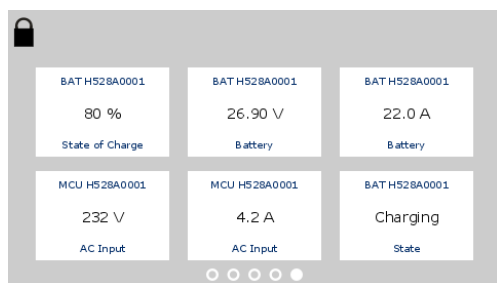 BAT H528A0001
80 %
State of Charge
BAT H528A0001
26.90 V
Battery
BAT H528A0001
22.0 A
Battery
MCU H528A0001
232 V
AC Input
MCU H528A0001
4.2 A
AC Input
BAT H528A0001
Charging
State